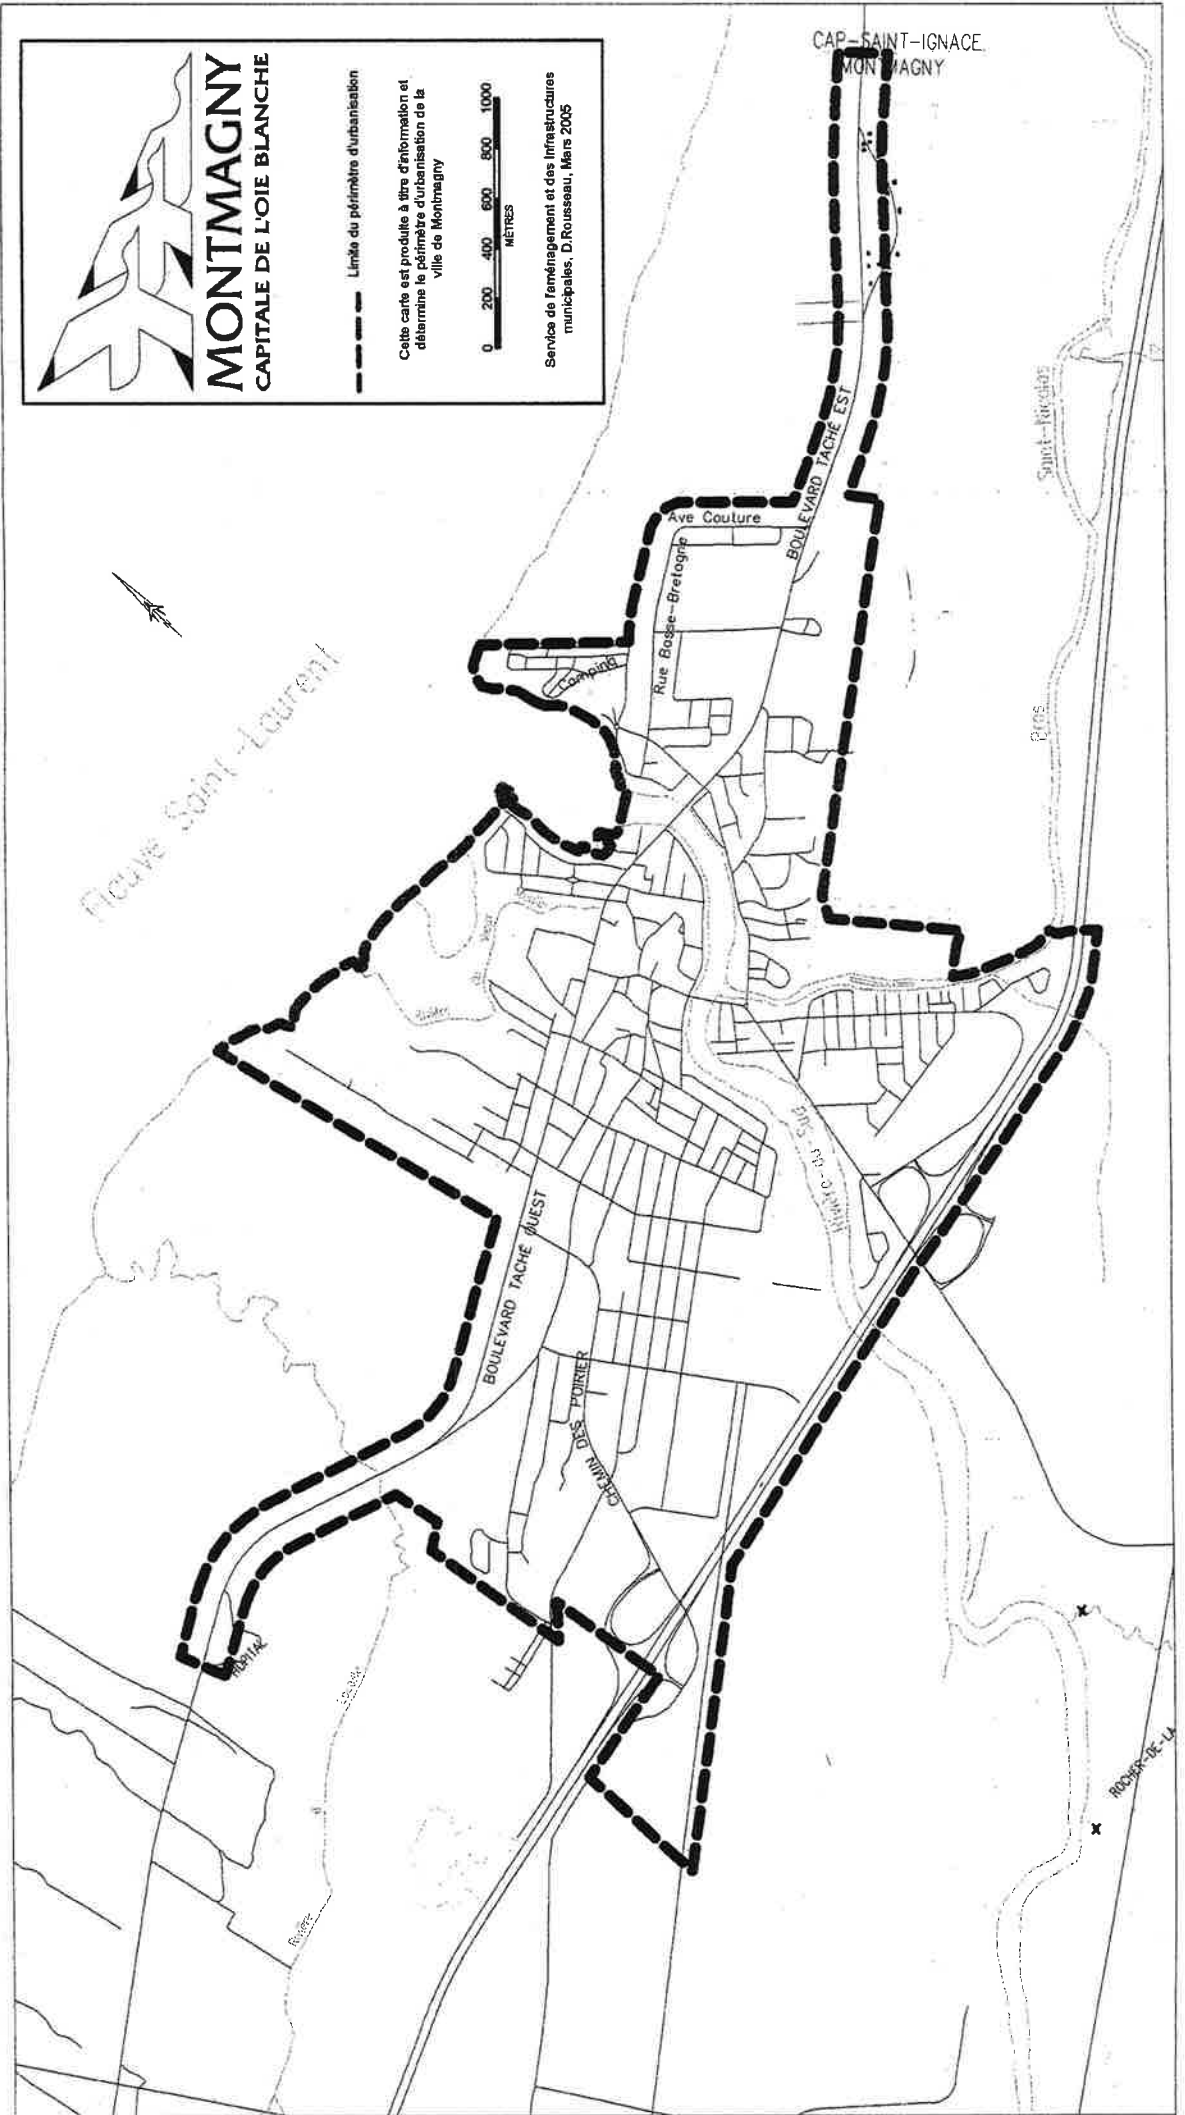 MONTMAGNY
CAPITALE DE L'OIE BLANCHE
Limite du périmètre d'urbanisation
Cette carte est produite à titre d'information et
détermine le périmètre d'urbanisation de la
ville de Montmagny
0 200 400 600 800 1000
MÈTRES
Service de l'aménagement et des infrastructures
municipales, D.Rousseau, Mars 2005
CAP-SAINT-IGNACE
MONTMAGNY
Fleuve Saint-Laurent
BOULEVARD TACHÉ EST
Ave Couture
Rue Basse-Bretagne
Camping
Saint-Nicolas
Bras
Rivière-du-Sud
BOULEVARD TACHÉ OUEST
CHEMIN DES POIRIER
HÔPITAL
Rivière
à
Rivière
à
ROCHER-DE-LA